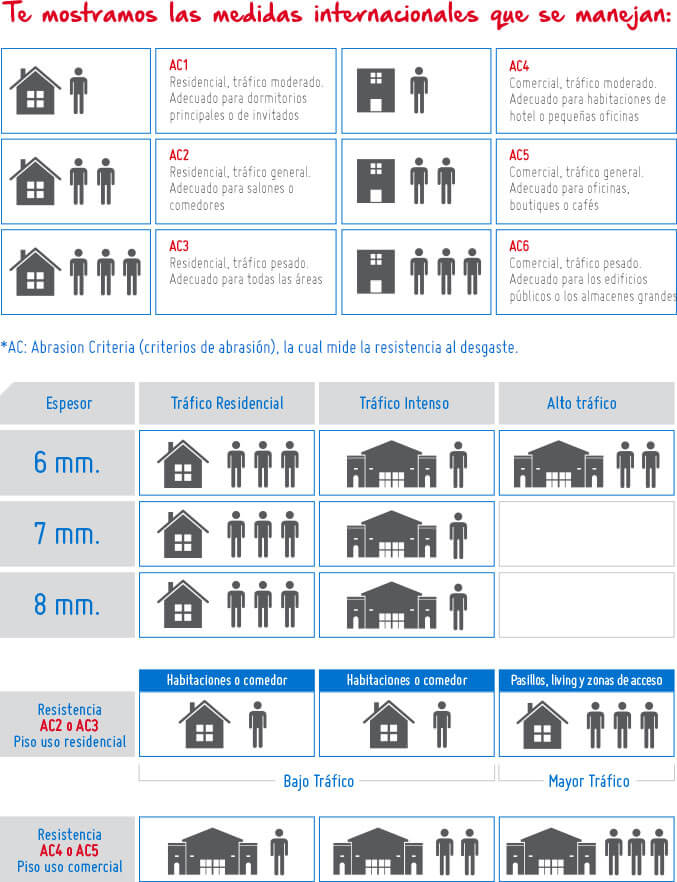 Te mostramos las medidas internacionales que se manejan:
AC1
Residencial, tráfico moderado.
Adecuado para dormitorios
principales o de invitados
AC4
Comercial, tráfico moderado.
Adecuado para habitaciones de
hotel o pequeñas oficinas
AC2
Residencial, tráfico general.
Adecuado para salones o
comedores
AC5
Comercial, tráfico general.
Adecuado para oficinas,
boutiques o cafés
AC3
Residencial, tráfico pesado.
Adecuado para todas las áreas
AC6
Comercial, tráfico pesado.
Adecuado para los edificios
públicos o los almacenes grandes
*AC: Abrasion Criteria (criterios de abrasión), la cual mide la resistencia al desgaste.
Espesor Tráfico Residencial Tráfico Intenso Alto tráfico
6 mm.
7 mm.
8 mm.
Habitaciones o comedor Habitaciones o comedor Pasillos, living y zonas de acceso
Resistencia
AC2 o AC3
Piso uso residencial
Bajo Tráfico Mayor Tráfico
Resistencia
AC4 o AC5
Piso uso comercial